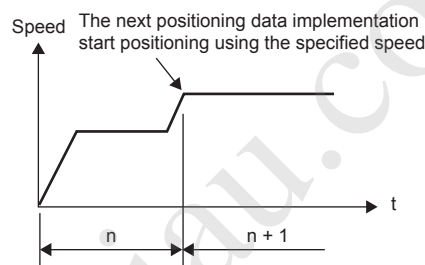 Speed
The next positioning data implementation
start positioning using the specified speed
t
n
n + 1